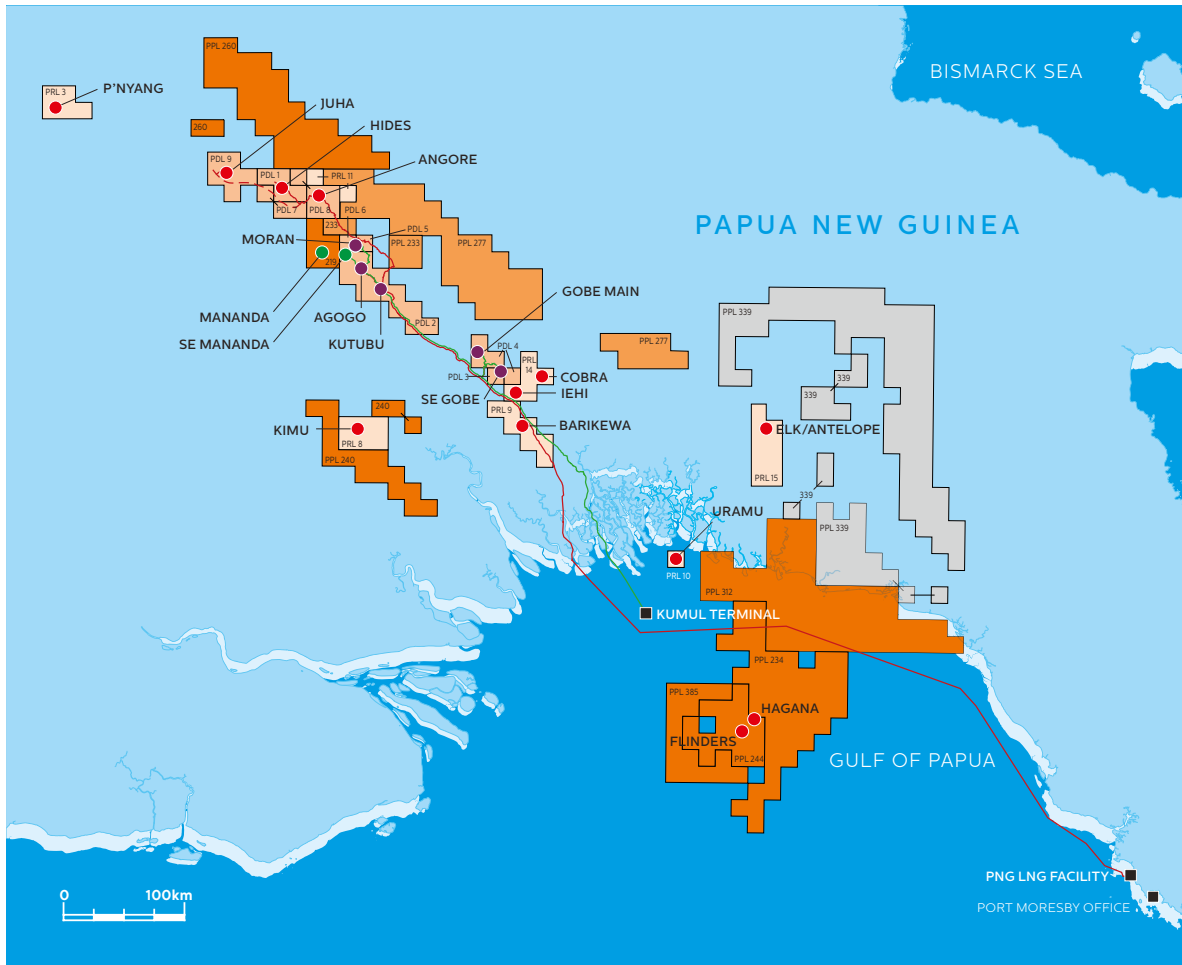 PPL 260
BISMARCK SEA
PRL 3
P'NYANG
JUHA
HIDES
260
ANGORE
PDL 9
PDL 1
PRL 11
PDL 7
PDL 8
PDL 6
PAPUA NEW GUINEA
233
PDL 5
MORAN
PPL 233
PPL 277
219
GOBE MAIN
MANANDA
AGOGO
PDL 2
PPL 339
SE MANANDA
KUTUBU
PPL 277
PDL 4
PRL
14
PDL 3
COBRA
339
IEHI
339
SE GOBE
240
PRL 9
KIMU
BARIKEWA
ELK/ANTELOPE
PRL 8
PPL 240
PRL 15
339
URAMU
PPL 339
PRL 10
PPL 312
KUMUL TERMINAL
PPL 234
PPL 385
HAGANA
FLINDERS
PPL 244
GULF OF PAPUA
PNG LNG FACILITY
0 100km
PORT MORESBY OFFICE